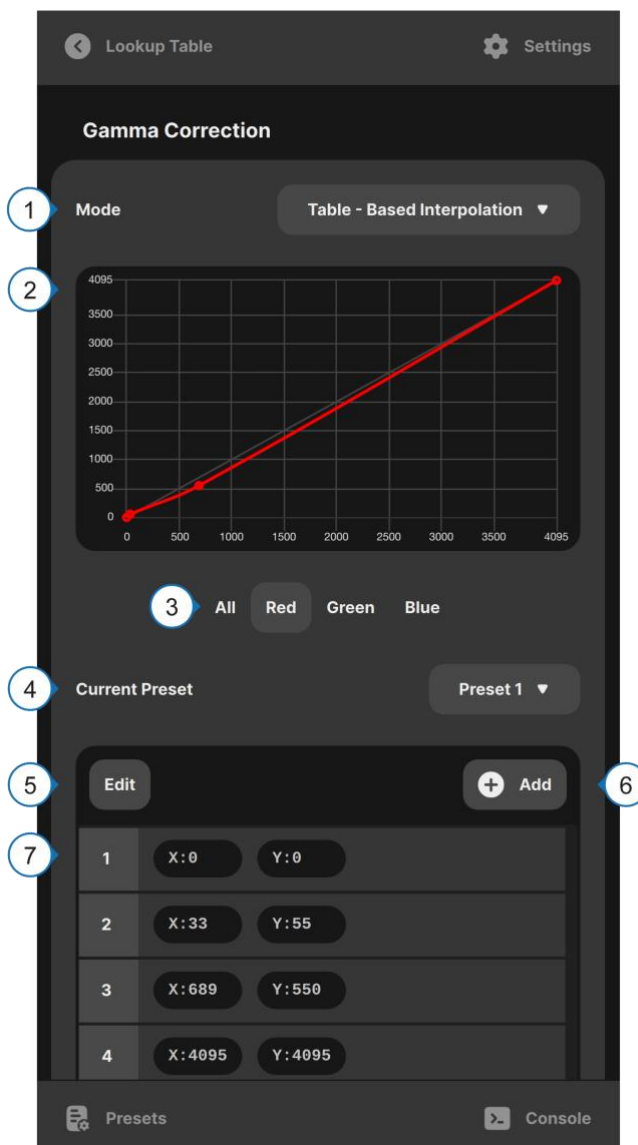 Lookup Table Settings
Gamma Correction
1 Mode Table - Based Interpolation
2
4095
3500
3000
2500
2000
1500
1000
500
0
0 500 1000 1500 2000 2500 3000 3500 4095
3 All Red Green Blue
4 Current Preset Preset 1
5 Edit Add 6
7
1 X:0 Y:0
2 X:33 Y:55
3 X:689 Y:550
4 X:4095 Y:4095
Presets Console